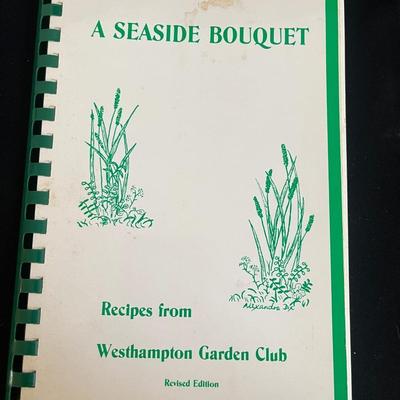 A SEASIDE BOUQUET
Recipes from
Westhampton Garden Club
Revised Edition